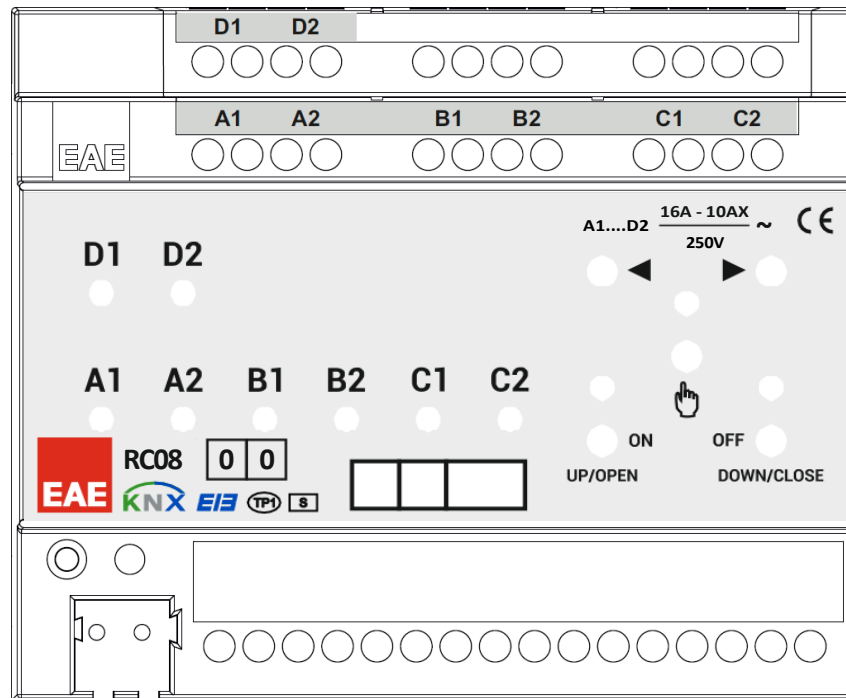 D1 D2
A1 A2 B1 B2 C1 C2
EAE
A1....D2 16A - 10AX ~ CE
250V
D1 D2
A1 A2 B1 B2 C1 C2
ON OFF
UP/OPEN DOWN/CLOSE
RC08 0 0
EAE KNX EIB TP1 S